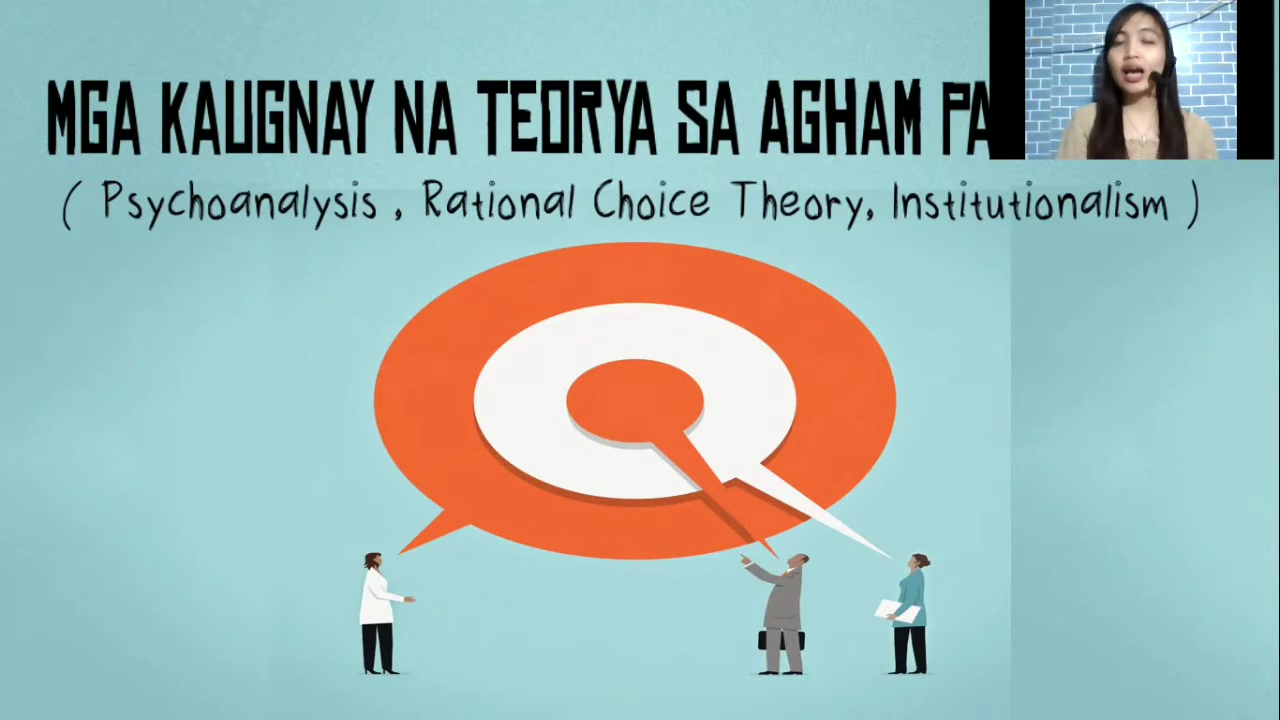 MGA KAUGNAY NA TEORYA SA AGHAM PA
( Psychoanalysis , Rational Choice Theory, Institutionalism )